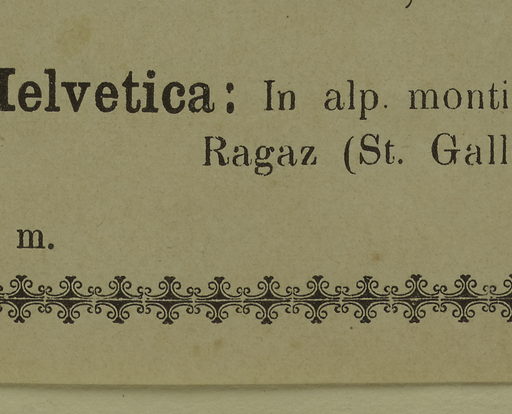 Helvetica: In alp. monti
Ragaz (St. Gall
m.